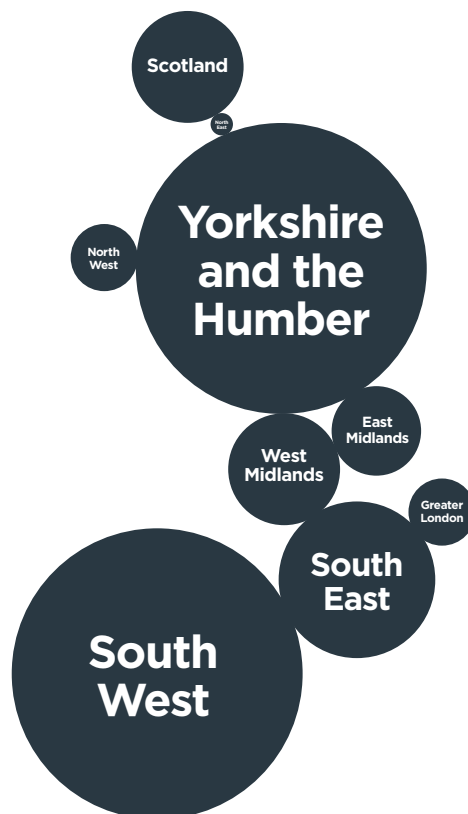 Scotland
North
East
Yorkshire
and the
Humber
North
West
East
Midlands
West
Midlands
Greater
London
South
East
South
West